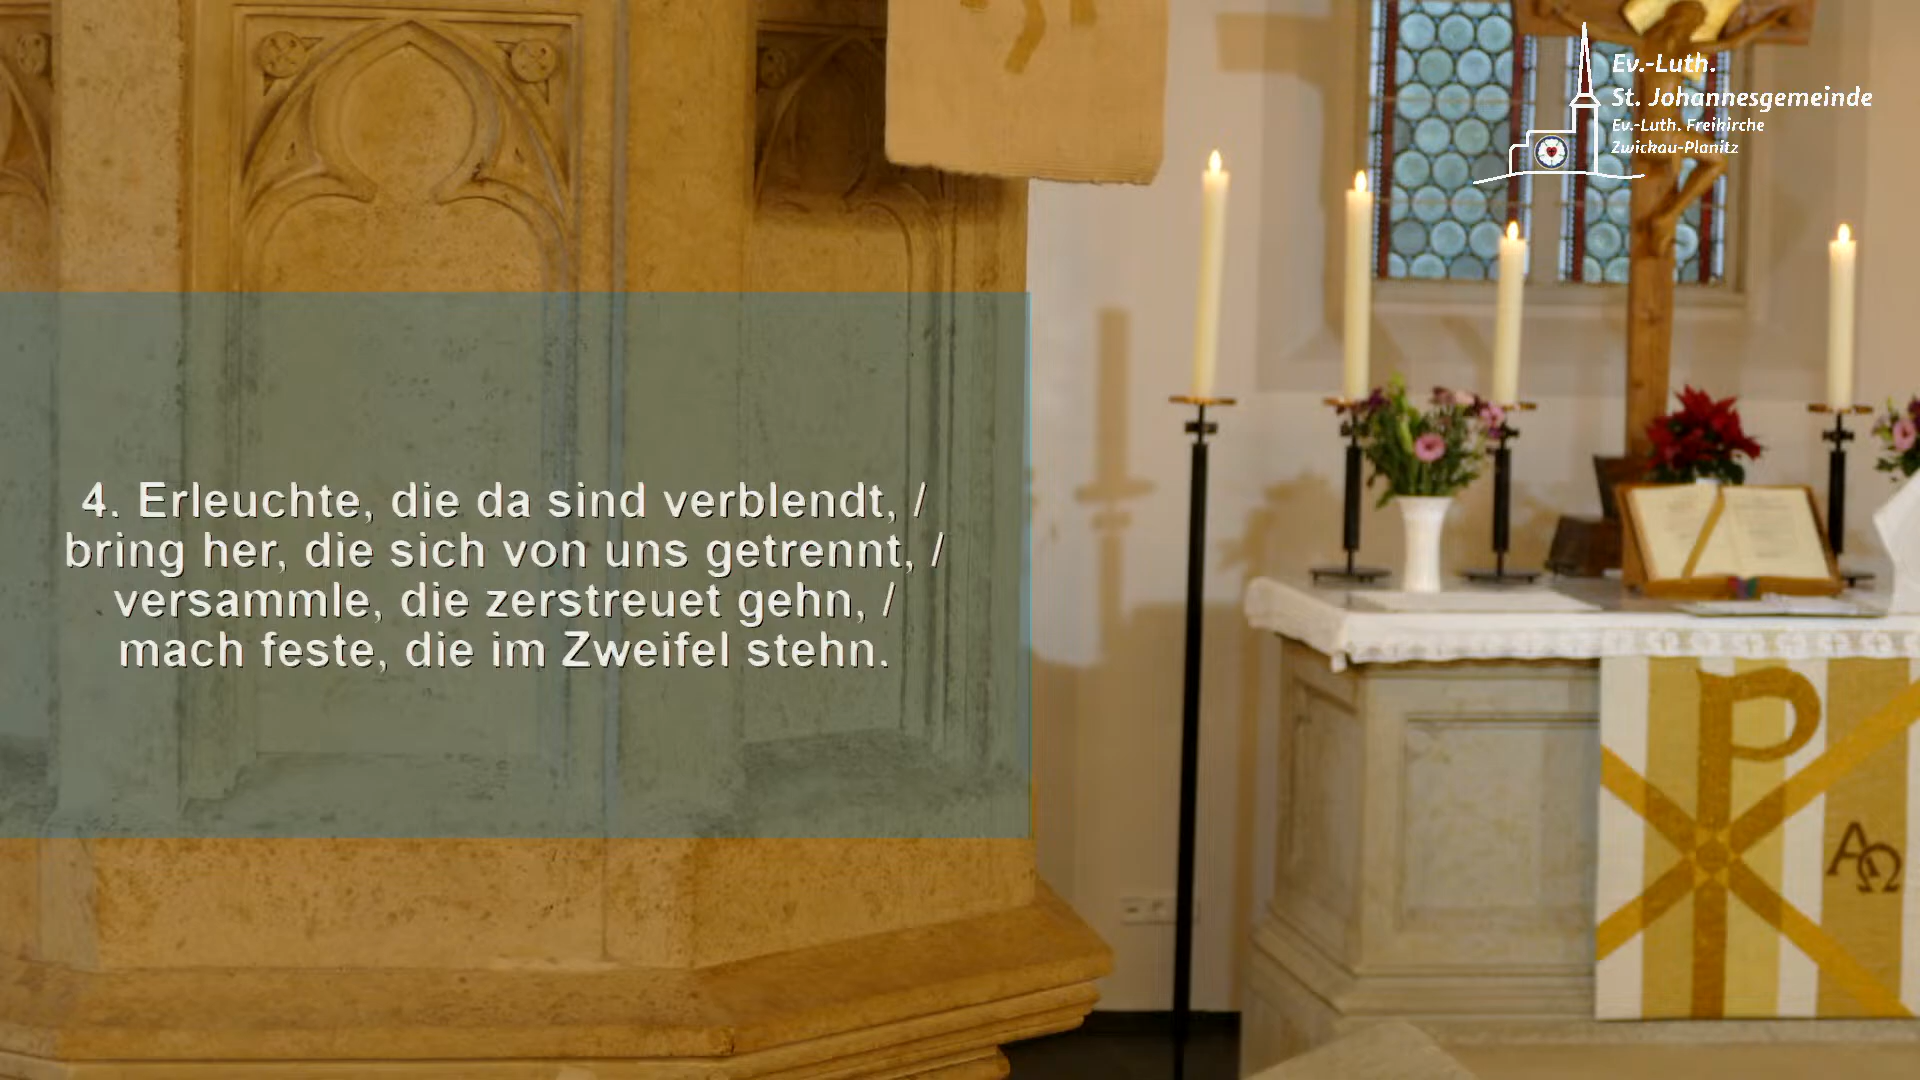 Ev.-Luth.
St. Johannesgemeinde
Ev.-Luth. Freikirche
Zwickau-Planitz
4. Erleuchte, die da sind verblendt, /
bring her, die sich von uns getrennt, /
versammle, die zerstreuet gehn, /
mach feste, die im Zweifel stehn.
ΑΩ